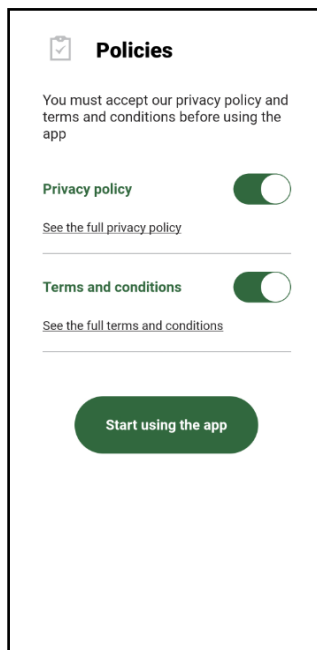 Policies
You must accept our privacy policy and
terms and conditions before using the
app
Privacy policy
See the full privacy policy
Terms and conditions
See the full terms and conditions
Start using the app